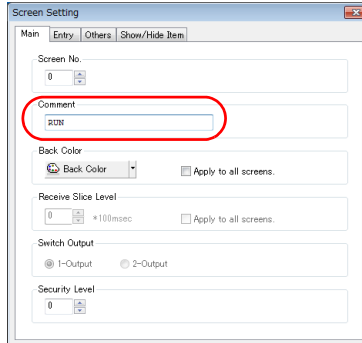 Screen Setting
Main Entry Others Show/Hide Item
Screen No.
0
Comment
RUN
Back Color
Back Color Apply to all screens.
Receive Slice Level
0 *100msec Apply to all screens.
Switch Output
1-Output 2-Output
Security Level
0